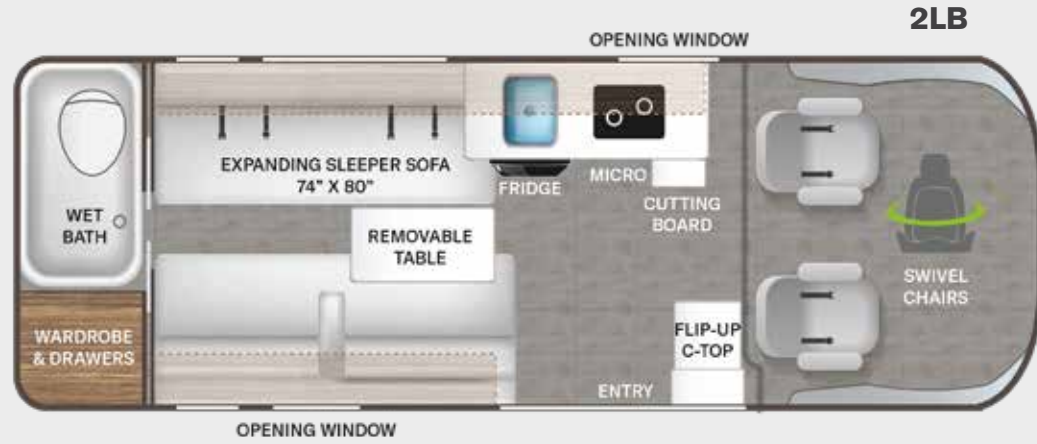 2LB
OPENING WINDOW
EXPANDING SLEEPER SOFA
74" X 80"
FRIDGE
MICRO
CUTTING
BOARD
WET
BATH
REMOVABLE
TABLE
SWIVEL
CHAIRS
WARDROBE
& DRAWERS
FLIP-UP
C-TOP
ENTRY
OPENING WINDOW